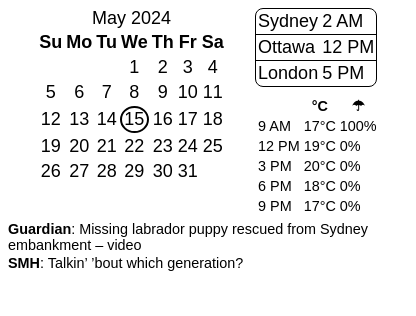 May 2024
Su Mo Tu We Th Fr Sa
1 2 3 4
5 6 7 8 9 10 11
12 13 14 15 16 17 18
19 20 21 22 23 24 25
26 27 28 29 30 31
Sydney 2 AM
Ottawa 12 PM
London 5 PM
°C ☂
9 AM 17°C 100%
12 PM 19°C 0%
3 PM 20°C 0%
6 PM 18°C 0%
9 PM 17°C 0%
Guardian: Missing labrador puppy rescued from Sydney
embankment – video
SMH: Talkin’ ’bout which generation?